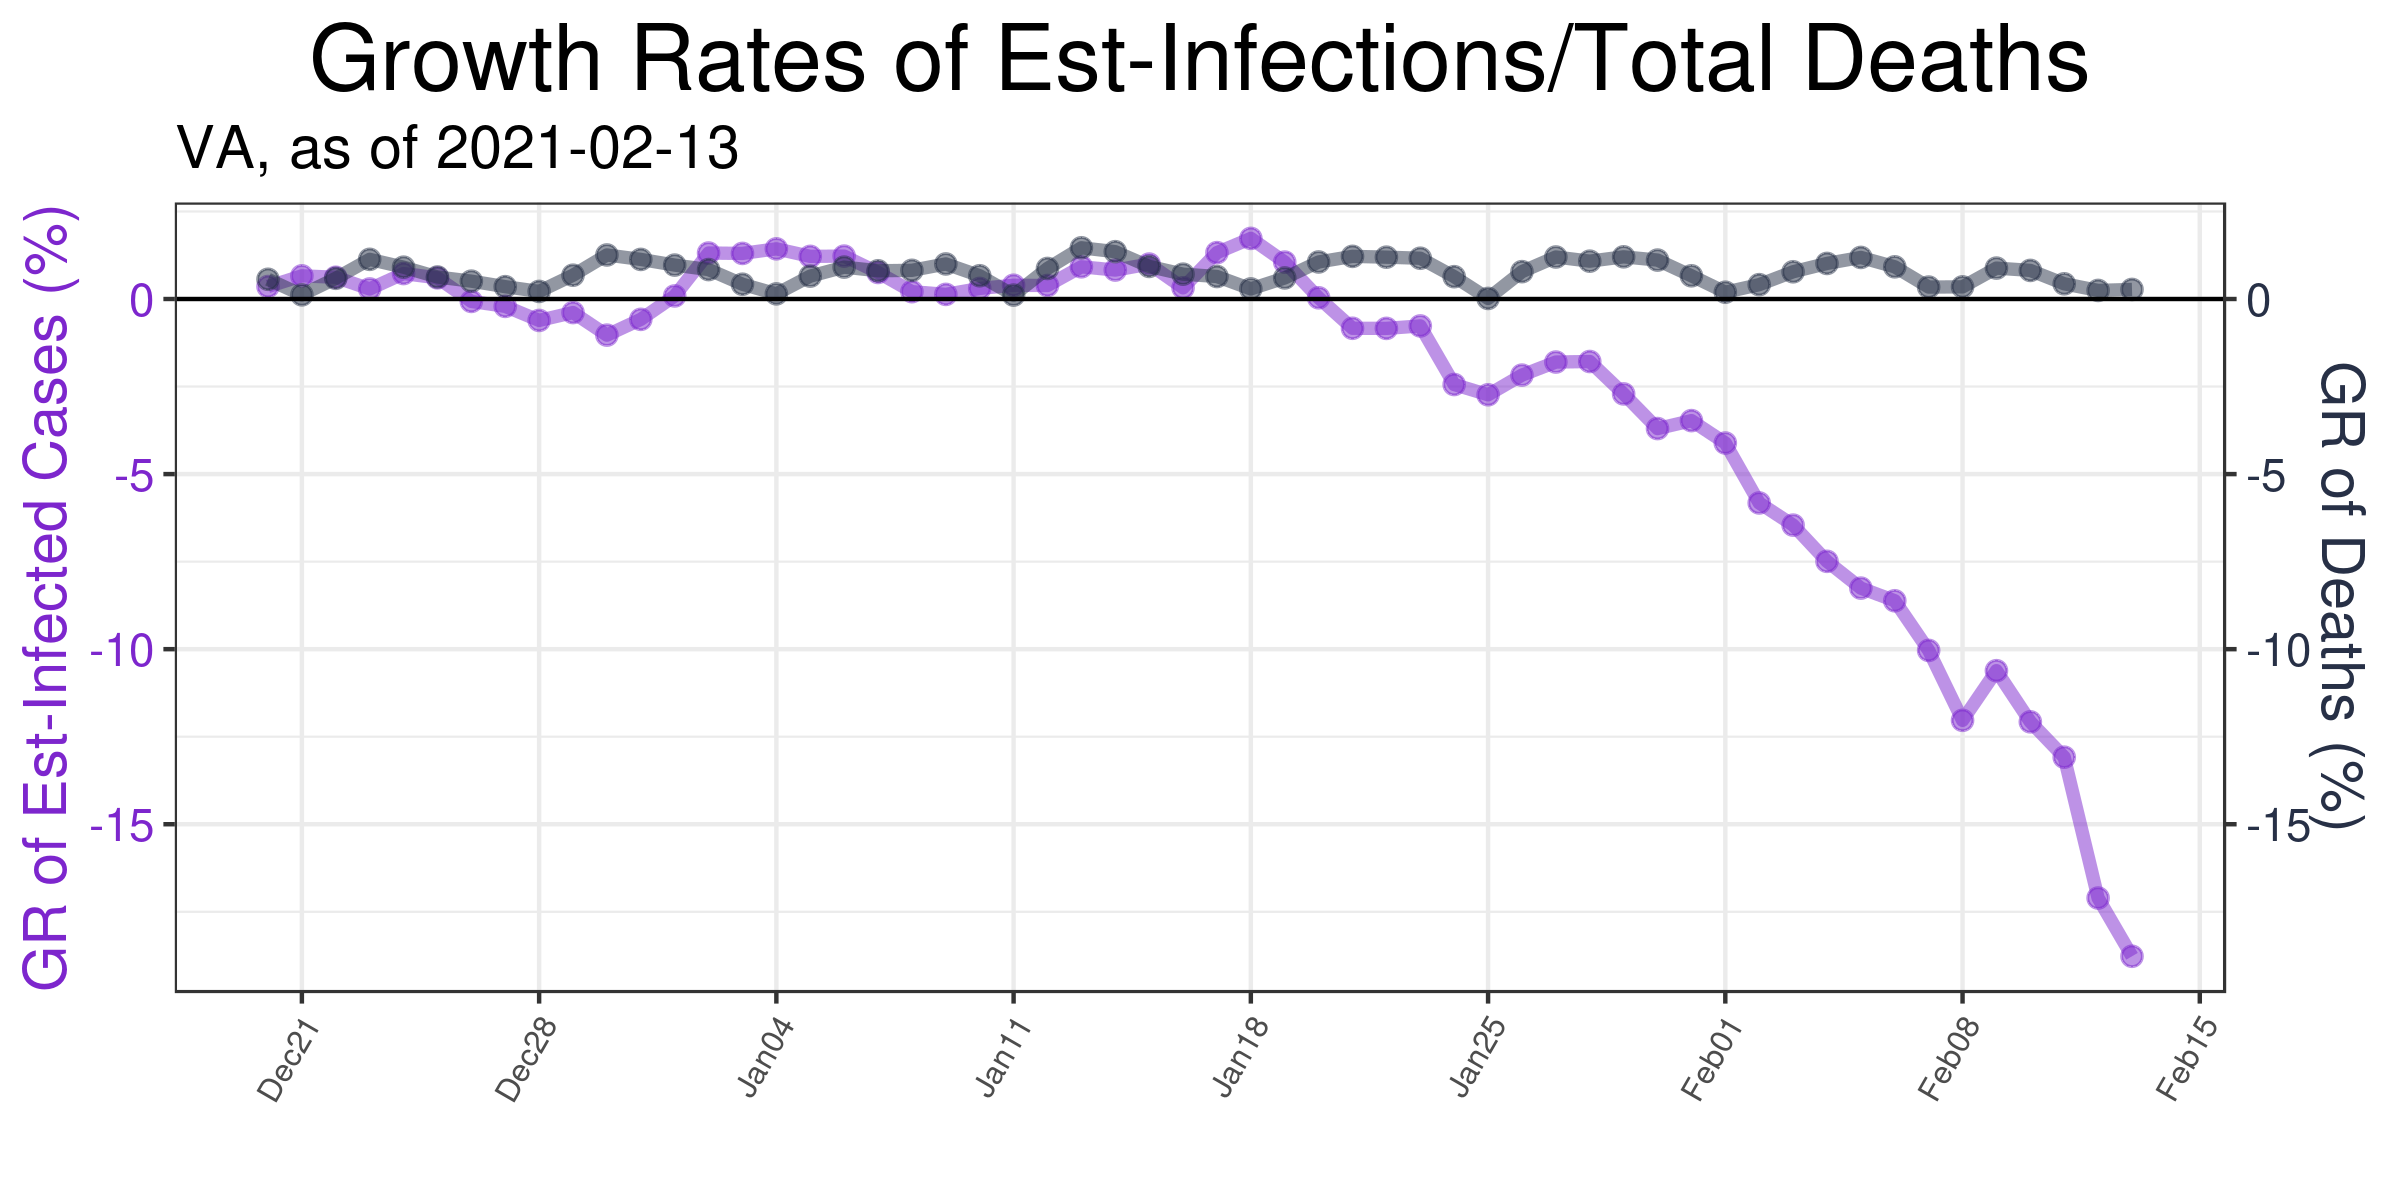 Growth Rates of Est-Infections/Total Deaths
VA, as of 2021-02-13
GR of Est-Infected Cases (%)
0
-5
-10
-15
0
-5
-10
-15
GR of Deaths (%)
Dec21
Dec28
Jan04
Jan11
Jan18
Jan25
Feb01
Feb08
Feb15